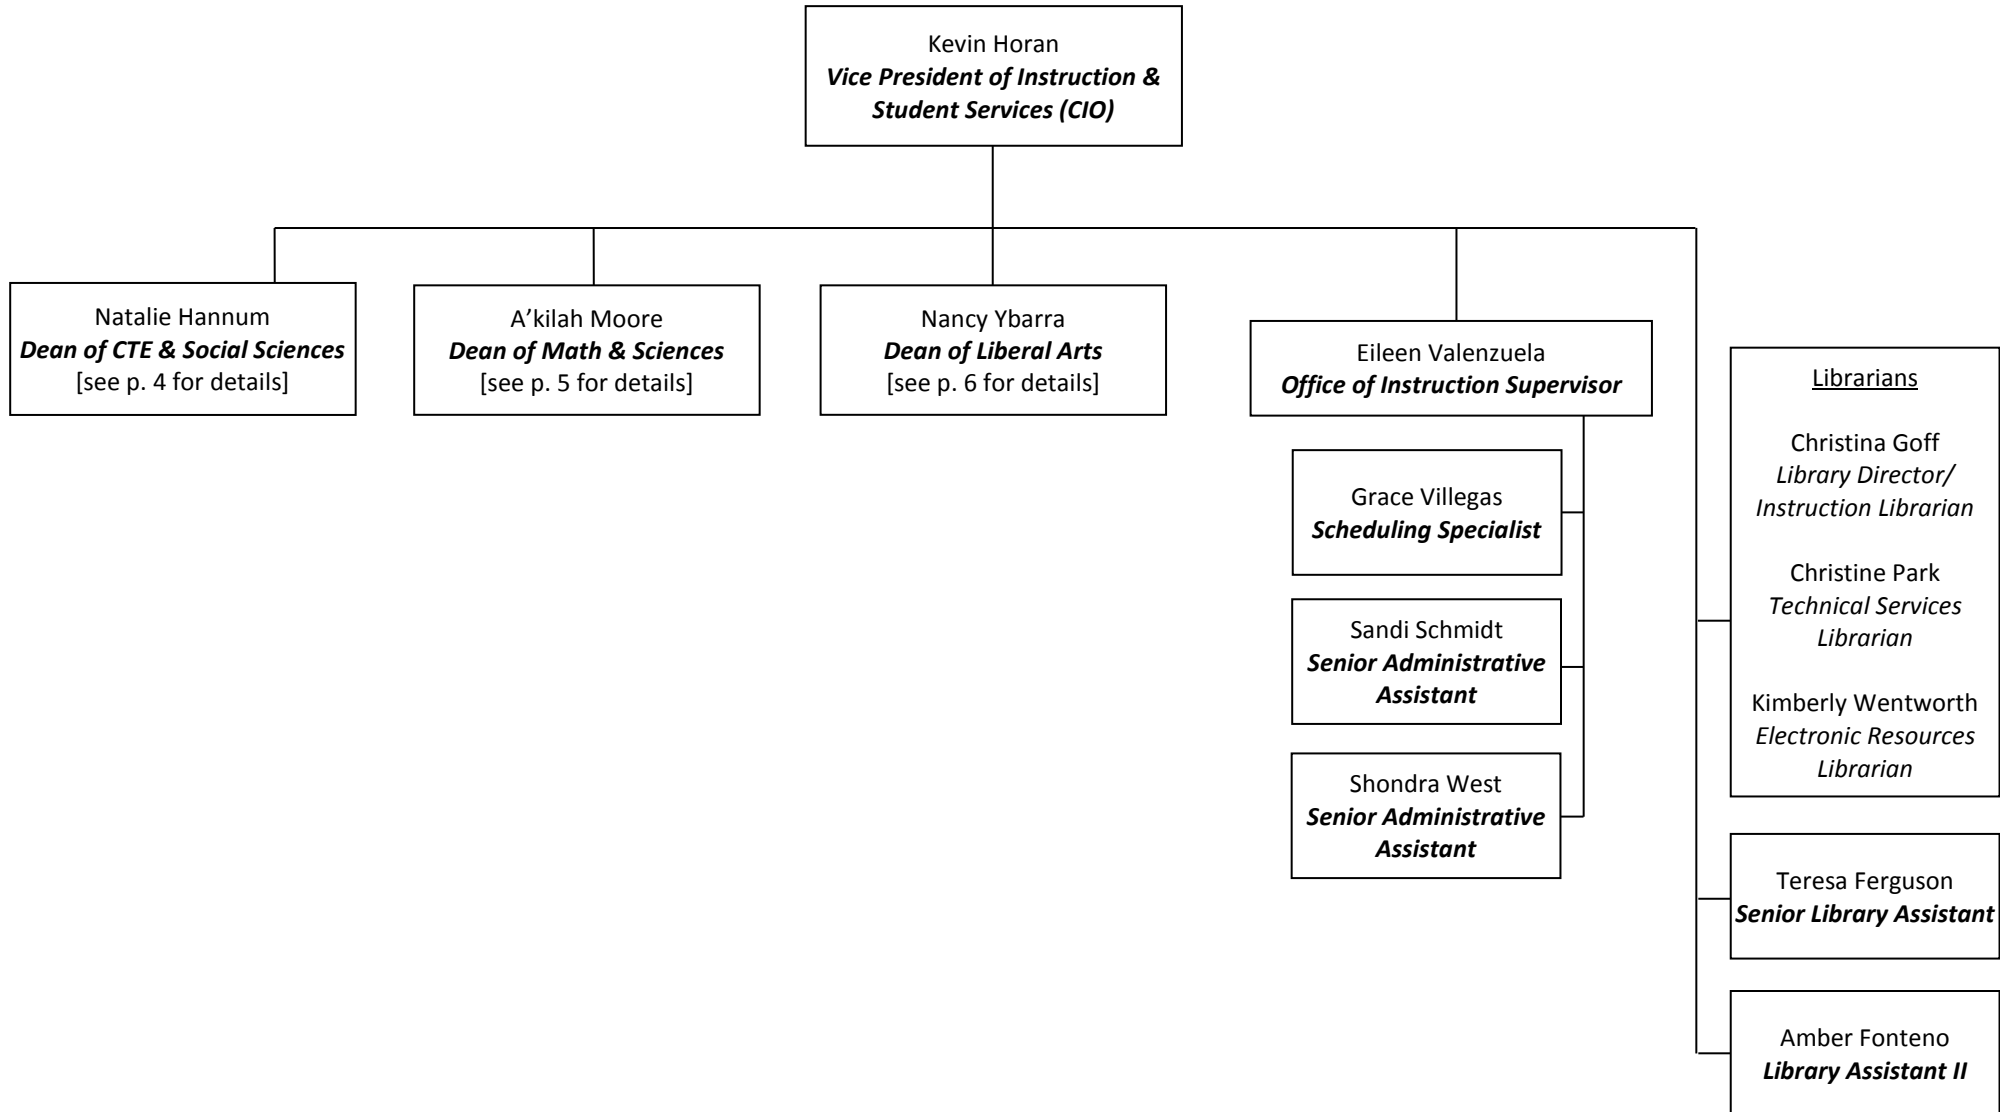 Kevin Horan
Vice President of Instruction &
Student Services (CIO)
Natalie Hannum
Dean of CTE & Social Sciences
[see p. 4 for details]
A’kilah Moore
Dean of Math & Sciences
[see p. 5 for details]
Nancy Ybarra
Dean of Liberal Arts
[see p. 6 for details]
Eileen Valenzuela
Office of Instruction Supervisor
Grace Villegas
Scheduling Specialist
Sandi Schmidt
Senior Administrative
Assistant
Shondra West
Senior Administrative
Assistant
Librarians
Christina Goff
Library Director/
Instruction Librarian
Christine Park
Technical Services
Librarian
Kimberly Wentworth
Electronic Resources
Librarian
Teresa Ferguson
Senior Library Assistant
Amber Fonteno
Library Assistant II